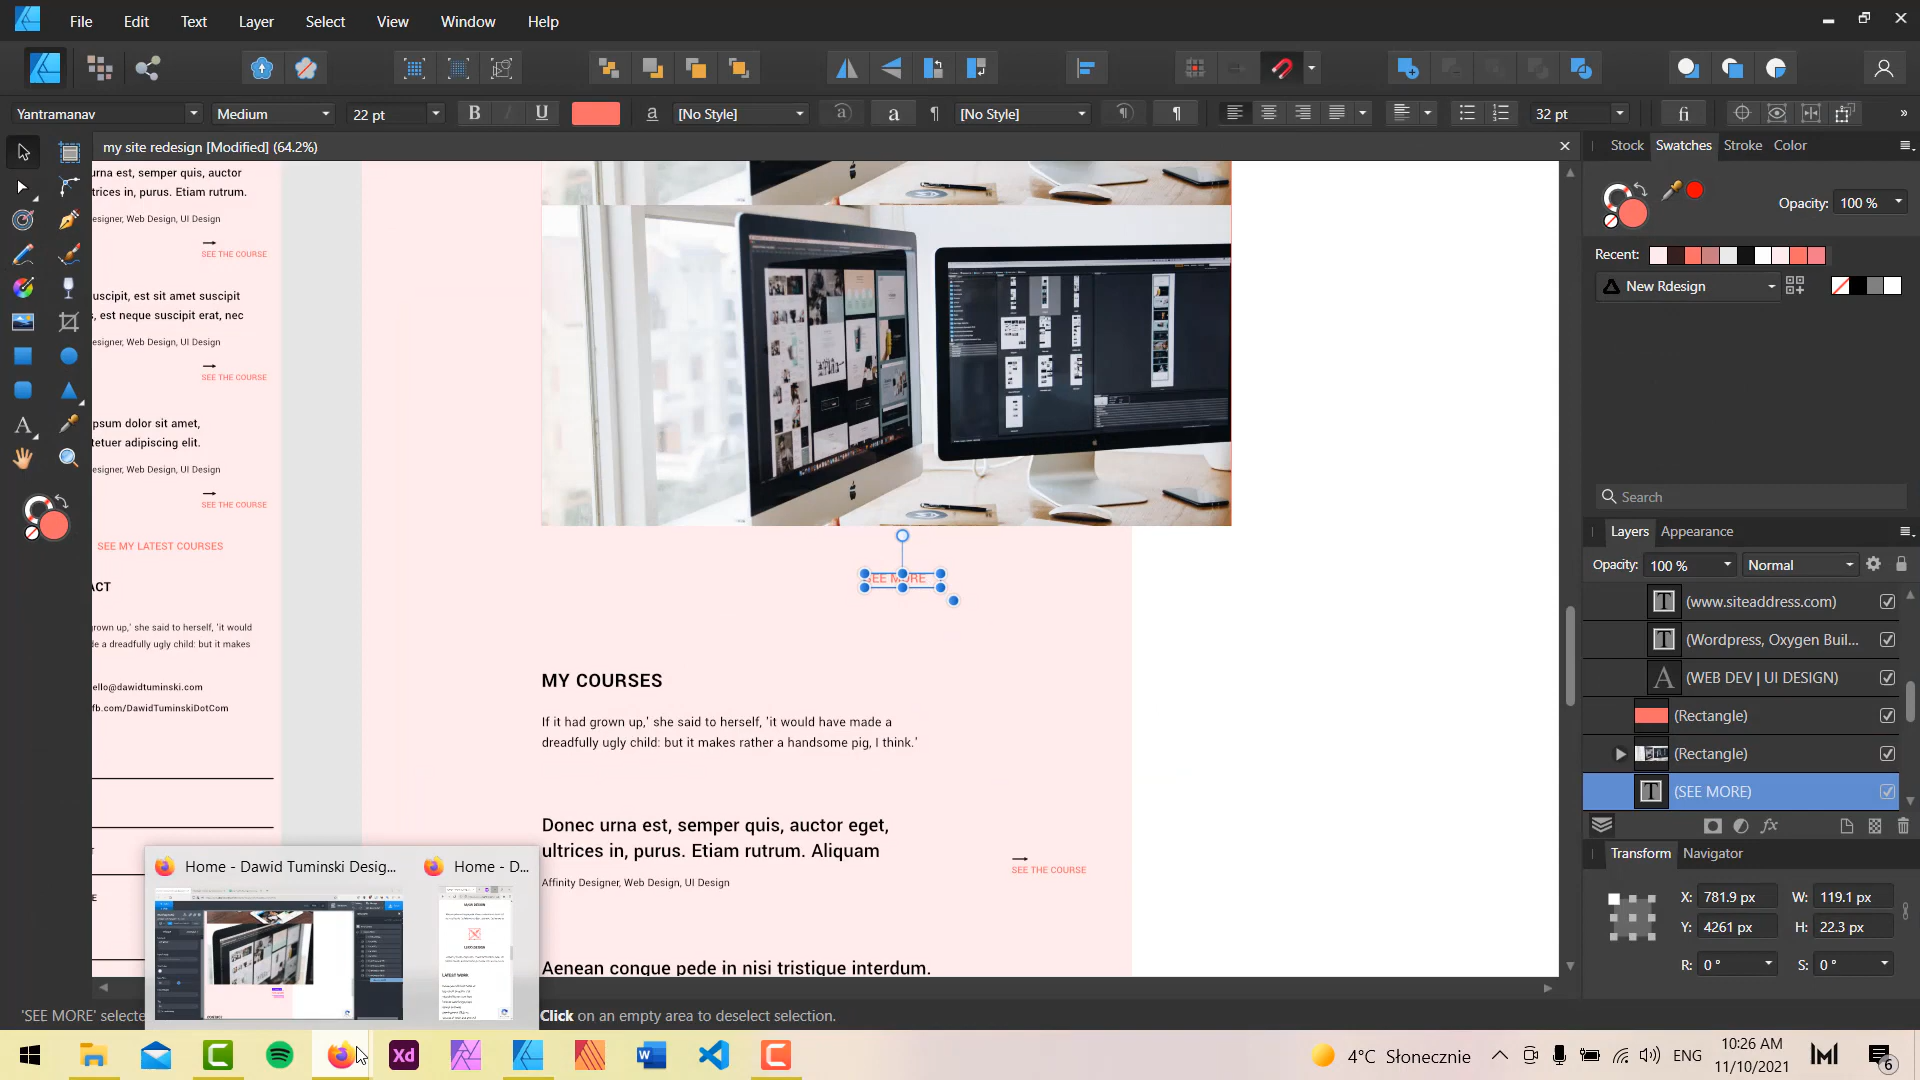 File Edit Text Layer Select View Window Help
Yantramanav Medium 22 pt B I U a [No Style] a a ¶ [No Style] ¶ ¶ 32 pt fi
my site redesign [Modified] (64.2%)
Stock Swatches Stroke Color
Opacity: 100 %
Recent:
New Rdesign
Search
Layers Appearance
Opacity: 100 % Normal
(www.siteaddress.com)
(Wordpress, Oxygen Buil...
(WEB DEV | UI DESIGN)
(Rectangle)
(Rectangle)
(SEE MORE)
Transform Navigator
X: 781.9 px W: 119.1 px
Y: 4261 px H: 22.3 px
R: 0 ° S: 0 °
urna est, semper quis, auctor
ltrices in, purus. Etiam rutrum.
esigner, Web Design, UI Design
SEE THE COURSE
uscipit, est sit amet suscipit
s, est neque suscipit erat, nec
esigner, Web Design, UI Design
SEE THE COURSE
psum dolor sit amet,
tetuer adipiscing elit.
esigner, Web Design, UI Design
SEE THE COURSE
SEE MY LATEST COURSES
ACT
grown up,' she said to herself, 'it would
de a dreadfully ugly child: but it makes
ello@dawidtuminski.com
fb.com/DawidTuminskiDotCom
SEE MORE
MY COURSES
If it had grown up,' she said to herself, 'it would have made a
dreadfully ugly child: but it makes rather a handsome pig, I think.'
Donec urna est, semper quis, auctor eget,
ultrices in, purus. Etiam rutrum. Aliquam
Affinity Designer, Web Design, UI Design
SEE THE COURSE
Aenean congue pede in nisi tristique interdum.
Home - Dawid Tuminski Desig... Home - D...
LATEST WORK
'SEE MORE' selecte
Click on an empty area to deselect selection.
Xd
4°C Słonecznie ENG 10:26 AM
11/10/2021
6